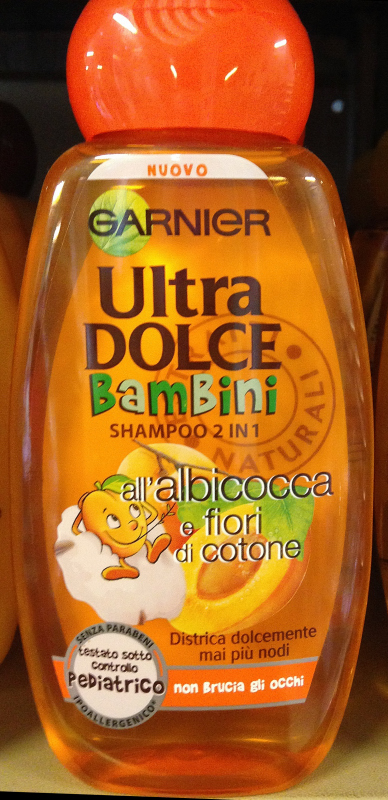 NUOVO
GARNIER
Ultra
DOLCE
BamBini
SHAMPOO 2 IN 1
NATURALI
all'albicocca
e fiori
di cotone
Districa dolcemente
mai più nodi
SENZA PARABENI
testato sotto
controllo
Pediatrico
IPOALLERGENICO*
non Brucia gli occhi